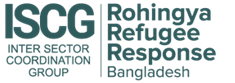 ISCG
INTER SECTOR
COORDINATION
GROUP
Rohingya
Refugee
Response
Bangladesh